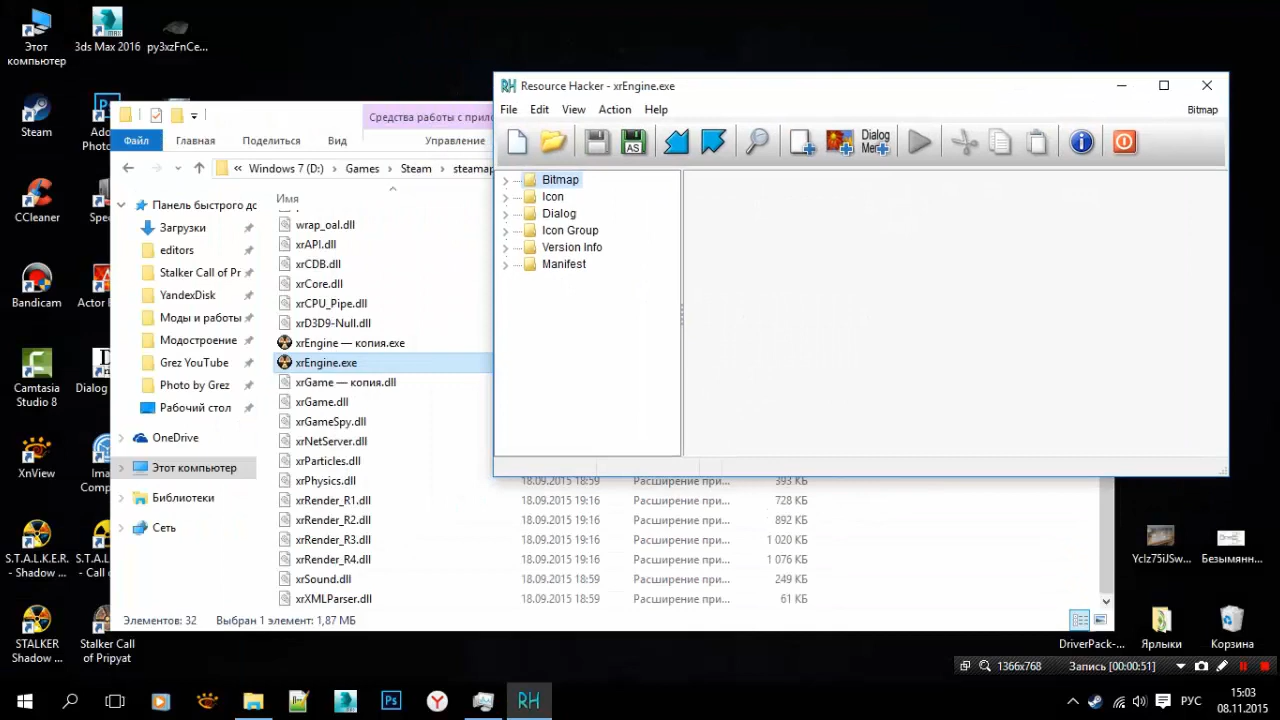 Этот
компьютер
3ds Max 2016
py3xzFnCe...
Steam
Ado
Phot
CCleaner
Spec
Bandicam
Actor E
Camtasia
Studio 8
Dialog
XnView
Ima
Comp
S.T.A.L.K.E.R.
- Shadow ...
S.T.A.L
- Call o
STALKER
Shadow ...
Stalker Call
of Pripyat
Средства работы с прило
Файл
Главная
Поделиться
Вид
Управление
« Windows 7 (D:) Games Steam steamap
Имя
Панель быстрого дс
Загрузки
editors
Stalker Call of Pr
YandexDisk
Моды и работы
Модостроение
Grez YouTube
Photo by Grez
Рабочий стол
OneDrive
Этот компьютер
Библиотеки
Сеть
wrap_oal.dll
xrAPI.dll
xrCDB.dll
xrCore.dll
xrCPU_Pipe.dll
xrD3D9-Null.dll
xrEngine — копия.exe
xrEngine.exe
xrGame — копия.dll
xrGame.dll
xrGameSpy.dll
xrNetServer.dll
xrParticles.dll
xrPhysics.dll 18.09.2015 18:59 Расширение при... 393 КБ
xrRender_R1.dll 18.09.2015 19:16 Расширение при... 728 КБ
xrRender_R2.dll 18.09.2015 19:16 Расширение при... 892 КБ
xrRender_R3.dll 18.09.2015 19:16 Расширение при... 1 020 КБ
xrRender_R4.dll 18.09.2015 19:16 Расширение при... 1 076 КБ
xrSound.dll 18.09.2015 18:59 Расширение при... 249 КБ
xrXMLParser.dll 18.09.2015 18:59 Расширение при... 61 КБ
Элементов: 32 Выбран 1 элемент: 1,87 МБ
RH Resource Hacker - xrEngine.exe
File Edit View Action Help
Bitmap
AS
Dialog
Men
Bitmap
Icon
Dialog
Icon Group
Version Info
Manifest
Yclz75iJSw...
Безымянн...
DriverPack-...
Ярлыки
Корзина
1366x768 Запись [00:00:51]
Ps
RH
РУС
15:03
08.11.2015